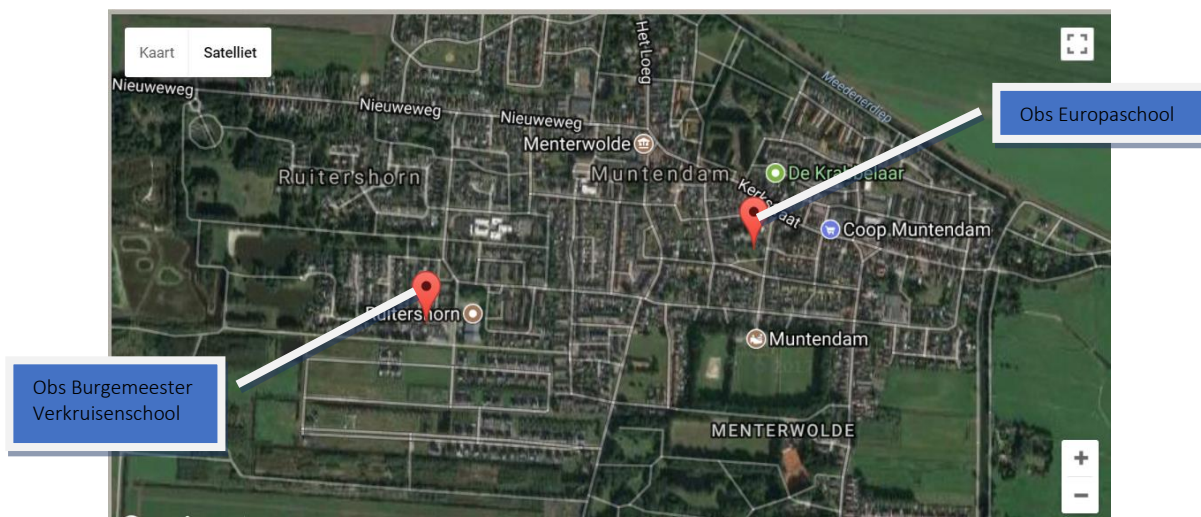 Kaart
Satelliet
Het Loeg
Meedenerdiep
Nieuweweg
Nieuweweg
Nieuweweg
Obs Europaschool
Menterwolde
Ruitershorn
Muntendam
De Krabbelaar
Kerkstraat
Coop Muntendam
Ruitershorn
Muntendam
Obs Burgemeester
Verkruisenschool
MENTERWOLDE
+
−